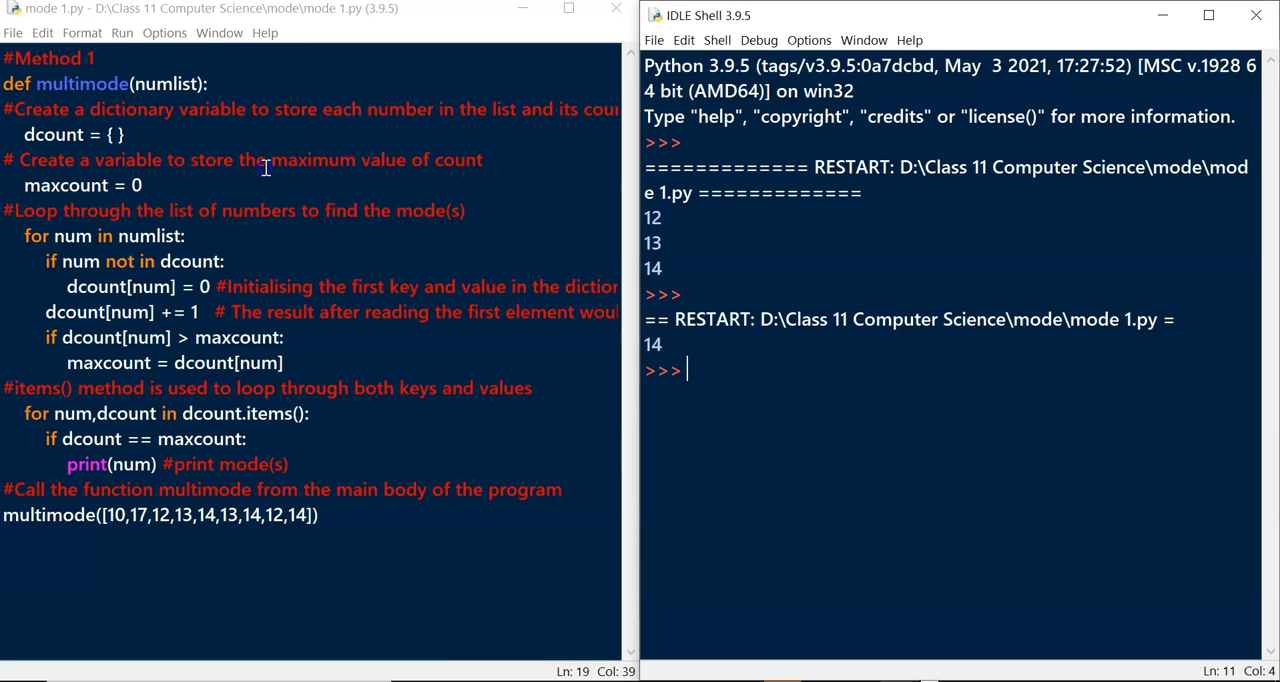 mode 1.py - D:\Class 11 Computer Science\mode\mode 1.py (3.9.5)
File Edit Format Run Options Window Help
#Method 1
def multimode(numlist):
#Create a dictionary variable to store each number in the list and its cou
dcount = { }
# Create a variable to store the maximum value of count
maxcount = 0
#Loop through the list of numbers to find the mode(s)
for num in numlist:
if num not in dcount:
dcount[num] = 0 #Initialising the first key and value in the diction
dcount[num] += 1 # The result after reading the first element woul
if dcount[num] > maxcount:
maxcount = dcount[num]
#items() method is used to loop through both keys and values
for num,dcount in dcount.items():
if dcount == maxcount:
print(num) #print mode(s)
#Call the function multimode from the main body of the program
multimode([10,17,12,13,14,13,14,12,14])
Ln: 19 Col: 39
IDLE Shell 3.9.5
File Edit Shell Debug Options Window Help
Python 3.9.5 (tags/v3.9.5:0a7dcbd, May 3 2021, 17:27:52) [MSC v.1928 6
4 bit (AMD64)] on win32
Type "help", "copyright", "credits" or "license()" for more information.
>>>
============= RESTART: D:\Class 11 Computer Science\mode\mod
e 1.py =============
12
13
14
>>>
== RESTART: D:\Class 11 Computer Science\mode\mode 1.py =
14
>>>
Ln: 11 Col: 4